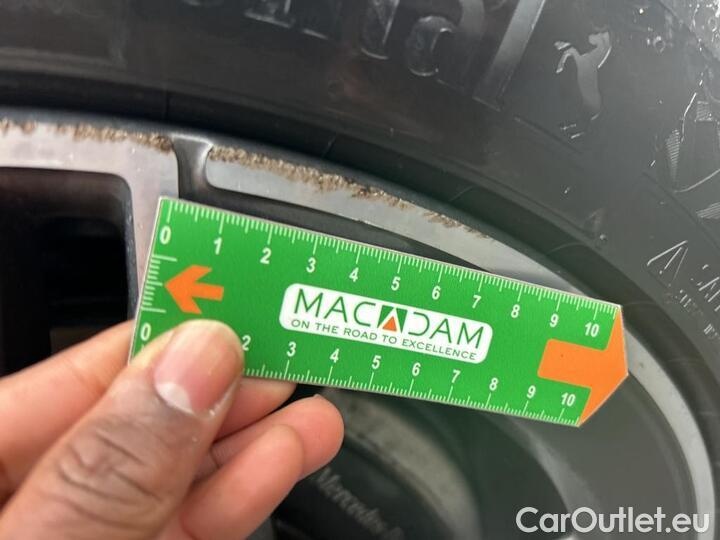 0 1 2 3 4 5 6 7 8 9 10
MACADAM
ON THE ROAD TO EXCELLENCE
0 2 3 4 5 6 7 8 9 10
Mercedes
CarOutlet.eu